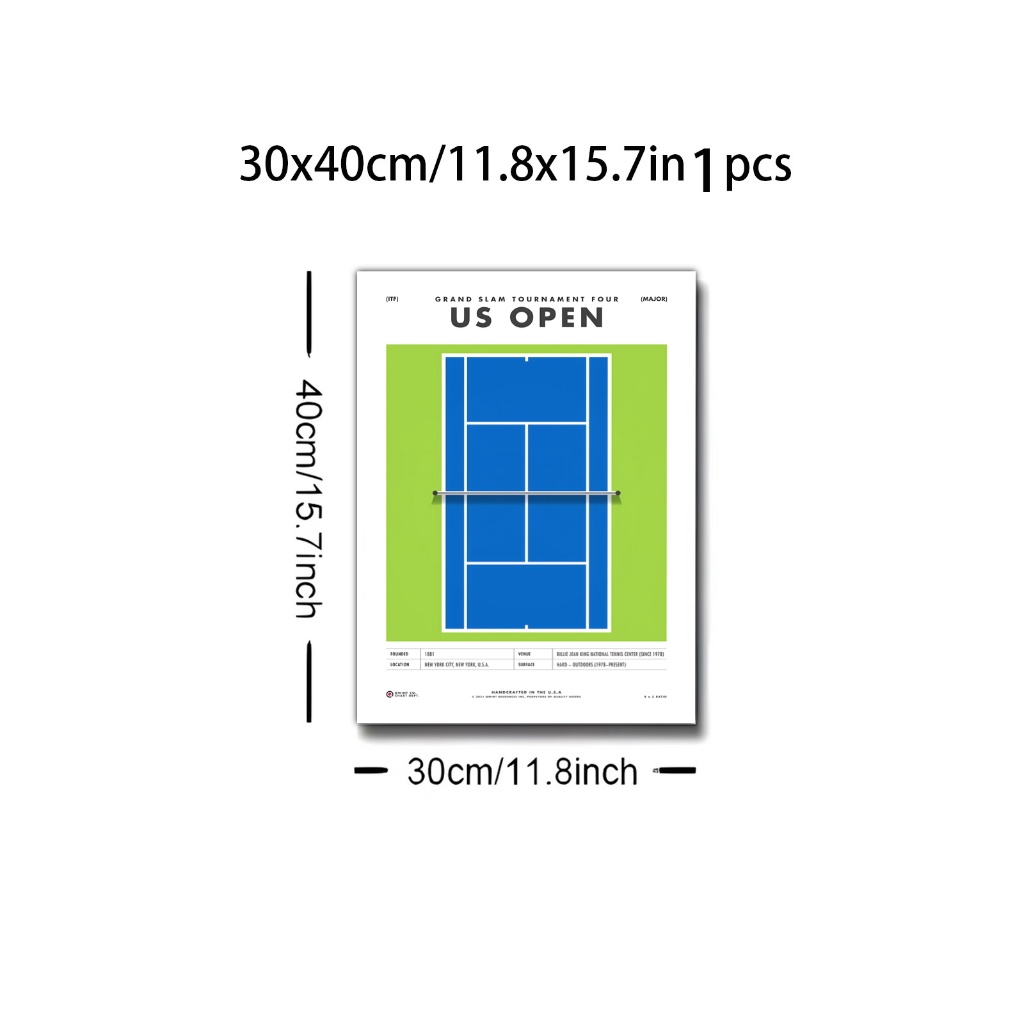 30x40cm/11.8x15.7in 1 pcs
(ITF) GRAND SLAM TOURNAMENT FOUR (MAJOR)
US OPEN
40cm/15.7inch
FOUNDED 1881 VENUE BILLIE JEAN KING NATIONAL TENNIS CENTER (SINCE 1978)
LOCATION NEW YORK CITY, NEW YORK, U.S.A. SURFACE HARD – OUTDOORS (1978–PRESENT)
HANDCRAFTED IN THE U.S.A
30cm/11.8inch